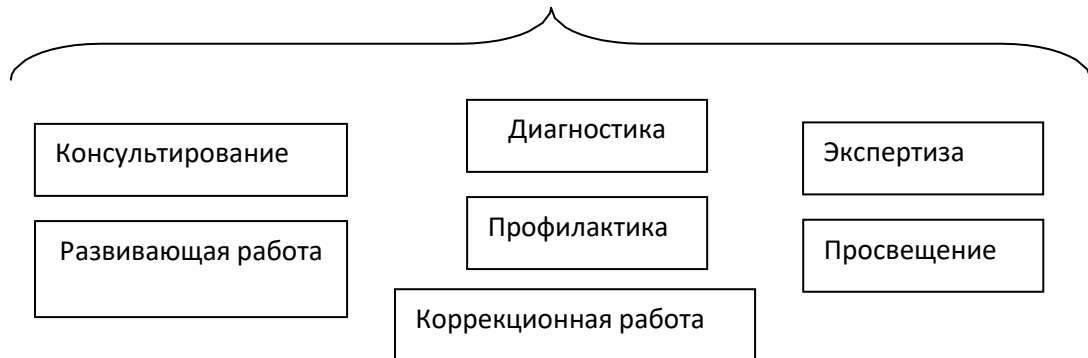 Консультирование
Развивающая работа
Диагностика
Профилактика
Коррекционная работа
Экспертиза
Просвещение